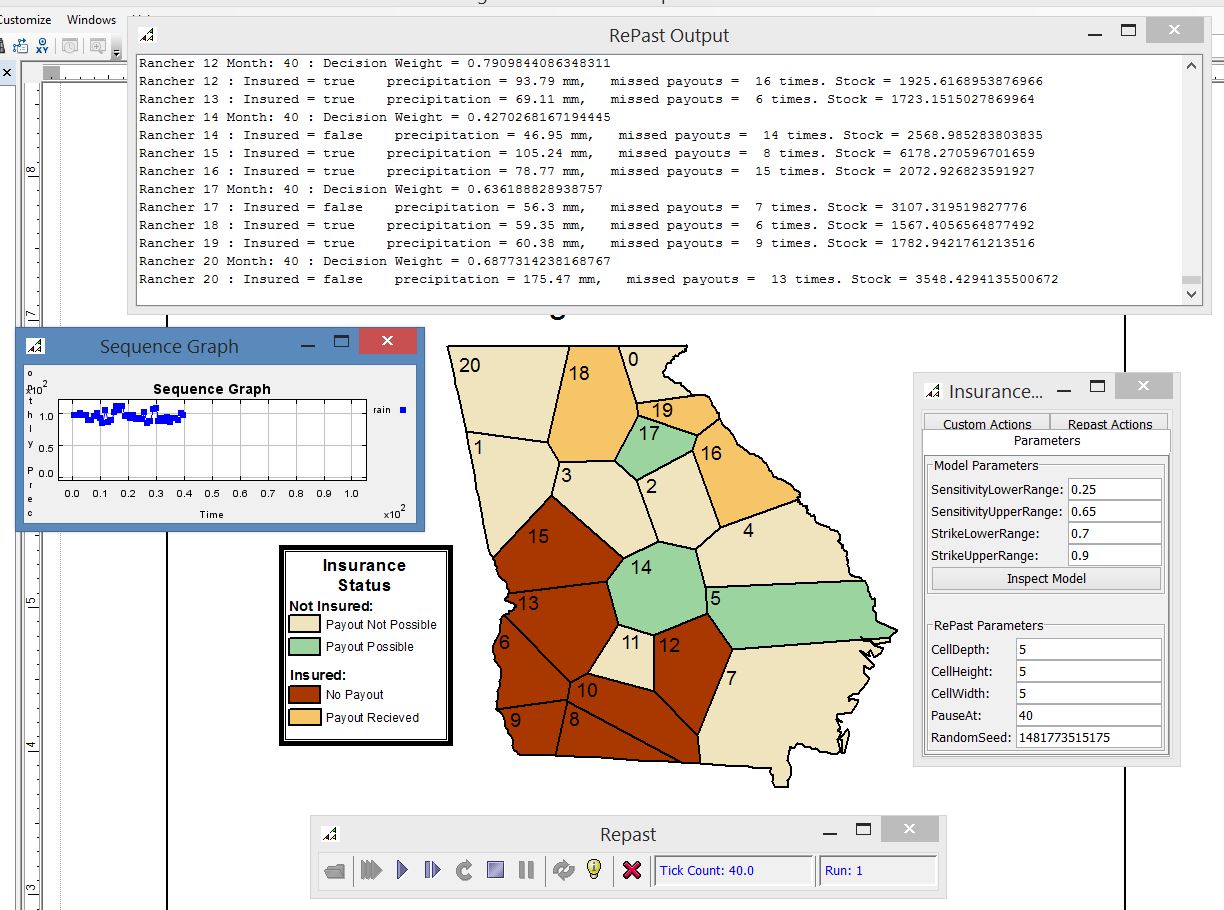 Customize Windows
RePast Output
Rancher 12 Month: 40 : Decision Weight = 0.7909844086348311
Rancher 12 : Insured = true precipitation = 93.79 mm, missed payouts = 16 times. Stock = 1925.6168953876966
Rancher 13 : Insured = true precipitation = 69.11 mm, missed payouts = 6 times. Stock = 1723.1515027869964
Rancher 14 Month: 40 : Decision Weight = 0.4270268167194445
Rancher 14 : Insured = false precipitation = 46.95 mm, missed payouts = 14 times. Stock = 2568.985283803835
Rancher 15 : Insured = true precipitation = 105.24 mm, missed payouts = 8 times. Stock = 6178.270596701659
Rancher 16 : Insured = true precipitation = 78.77 mm, missed payouts = 15 times. Stock = 2072.926823591927
Rancher 17 Month: 40 : Decision Weight = 0.636188828938757
Rancher 17 : Insured = false precipitation = 56.3 mm, missed payouts = 7 times. Stock = 3107.319519827776
Rancher 18 : Insured = true precipitation = 59.35 mm, missed payouts = 6 times. Stock = 1567.4056564877492
Rancher 19 : Insured = true precipitation = 60.38 mm, missed payouts = 9 times. Stock = 1782.9421761213516
Rancher 20 Month: 40 : Decision Weight = 0.6877314238168767
Rancher 20 : Insured = false precipitation = 175.47 mm, missed payouts = 13 times. Stock = 3548.4294135500672
8
7
5
4
3
Sequence Graph
Sequence Graph
x10²
1.0
0.5
0.0
onthly Prec
0.0 0.1 0.2 0.3 0.4 0.5 0.6 0.7 0.8 0.9 1.0
Time
x10²
rain
20
18
0
19
17
1
16
3
2
4
15
14
5
13
6
11
12
7
10
9
8
Insurance
Status
Not Insured:
Payout Not Possible
Payout Possible
Insured:
No Payout
Payout Recieved
Insurance...
Custom Actions Repast Actions
Parameters
Model Parameters
SensitivityLowerRange: 0.25
SensitivityUpperRange: 0.65
StrikeLowerRange: 0.7
StrikeUpperRange: 0.9
Inspect Model
RePast Parameters
CellDepth: 5
CellHeight: 5
CellWidth: 5
PauseAt: 40
RandomSeed: 1481773515175
Repast
Tick Count: 40.0
Run: 1